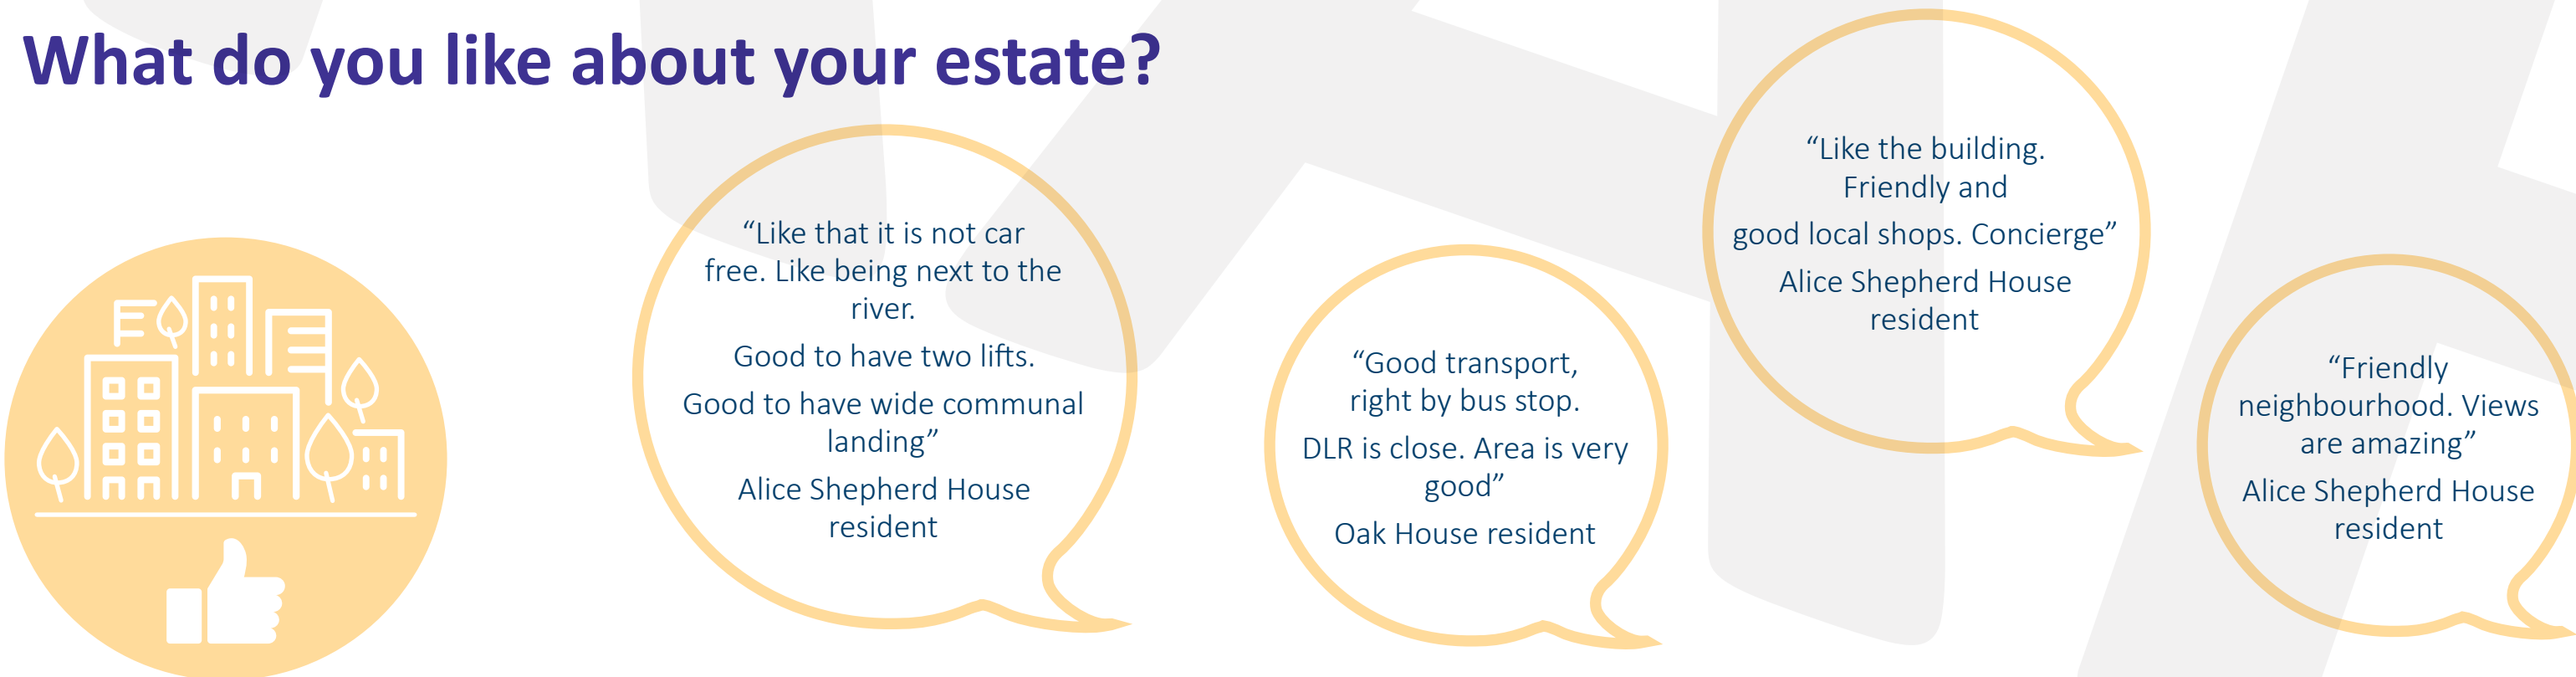 What do you like about your estate?
“Like that it is not car
free. Like being next to the
river.
Good to have two lifts.
Good to have wide communal
landing”
Alice Shepherd House
resident
“Good transport,
right by bus stop.
DLR is close. Area is very
good”
Oak House resident
“Like the building.
Friendly and
good local shops. Concierge”
Alice Shepherd House
resident
“Friendly
neighbourhood. Views
are amazing”
Alice Shepherd House
resident